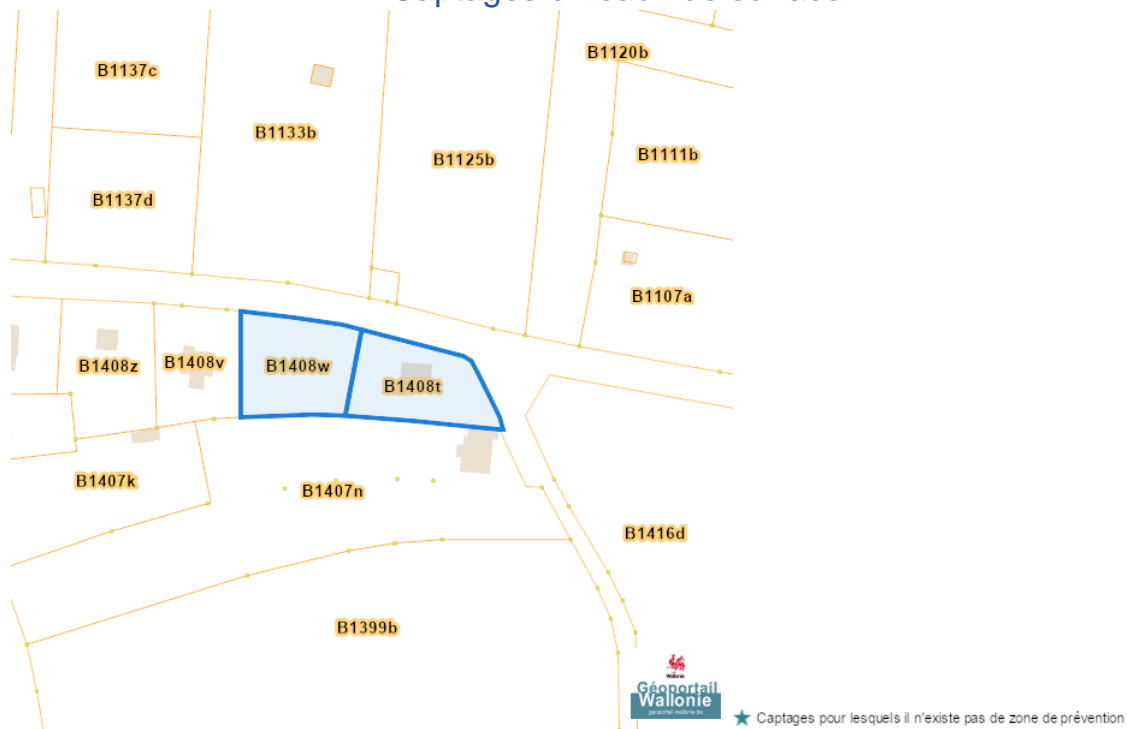 B1120b
B1137c
B1133b
B1125b
B1111b
B1137d
B1107a
B1408z
B1408v
B1408w
B1408t
B1407k
B1407n
B1416d
B1399b
Wallonie
Géoportail
Wallonie
geoportail.wallonie.be
Captages pour lesquels il n'existe pas de zone de prévention